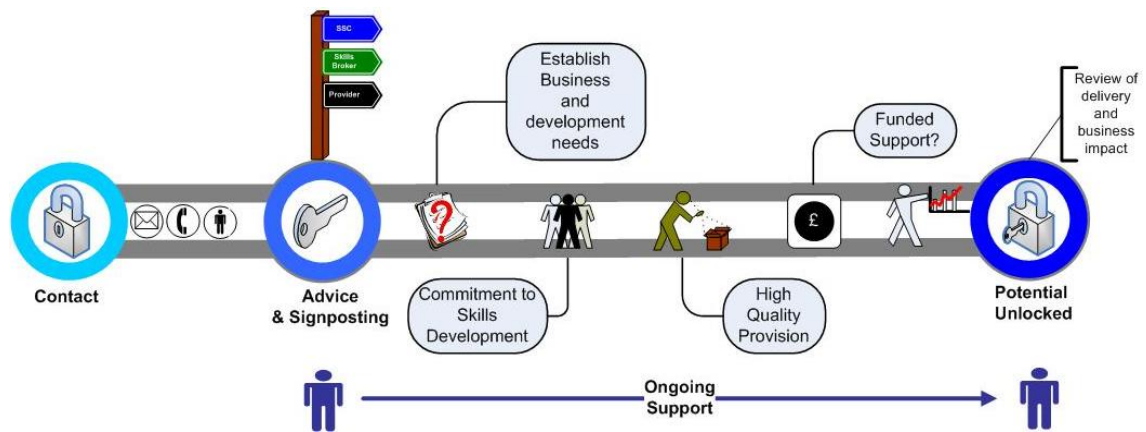 SSC
Skills
Broker
Provider
Establish
Business
and
development
needs
Funded
Support?
Review of
delivery
and
business
impact
?
£
Contact
Advice
& Signposting
Commitment to
Skills
Development
High
Quality
Provision
Potential
Unlocked
Ongoing
Support